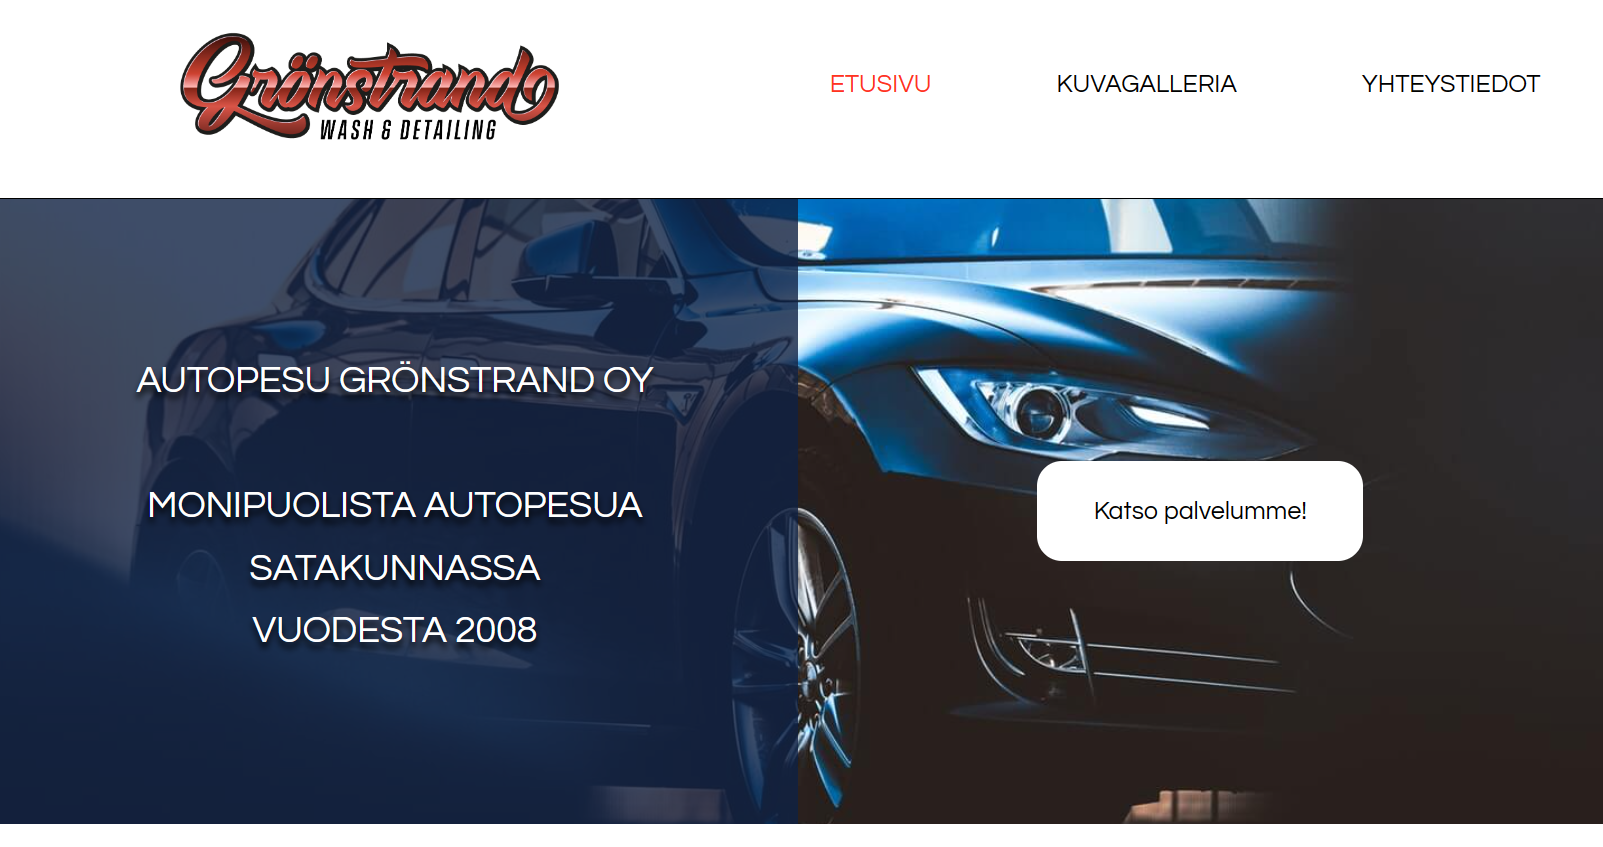 Grönstrand
WASH & DETAILING
ETUSIVU
KUVAGALLERIA
YHTEYSTIEDOT
AUTOPESU GRÖNSTRAND OY
MONIPUOLISTA AUTOPESUA
SATAKUNNASSA
VUODESTA 2008
Katso palvelumme!